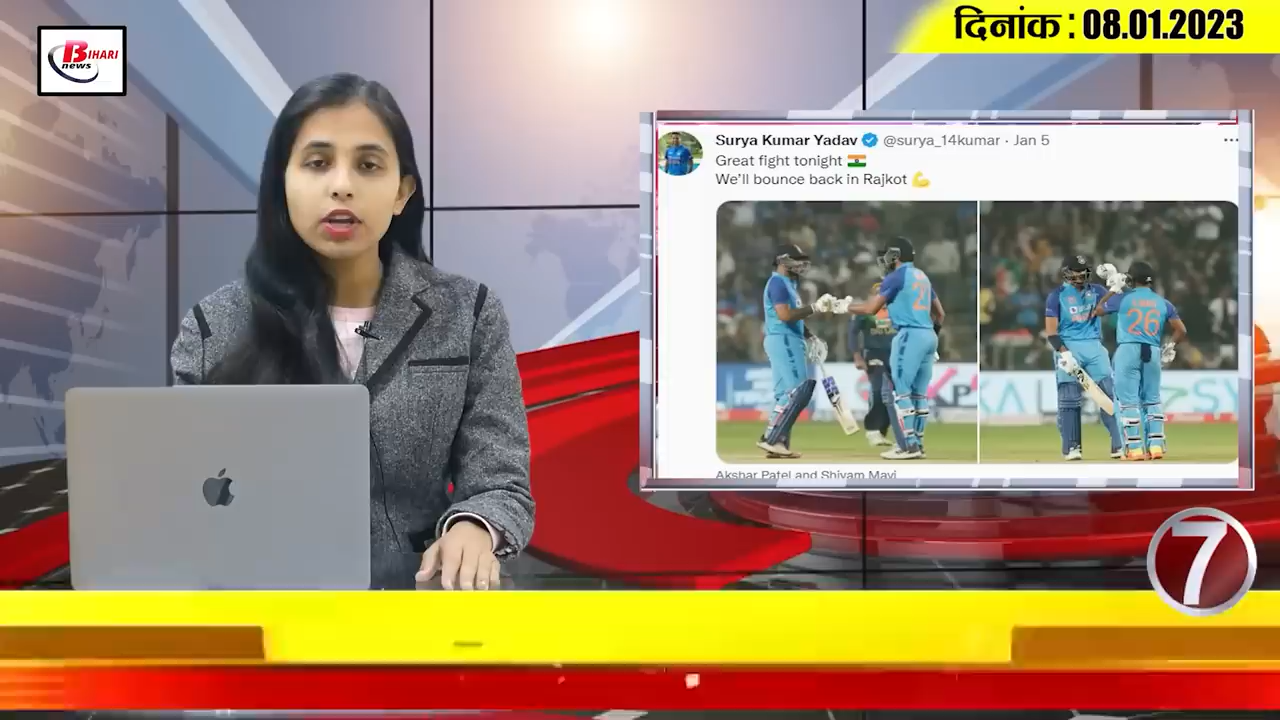 BIHARI
news
दिनांक : 08.01.2023
Surya Kumar Yadav @surya_14kumar · Jan 5
Great fight tonight 🇮🇳
We'll bounce back in Rajkot 💪
26
Akshar Patel and Shivam Mavi
7